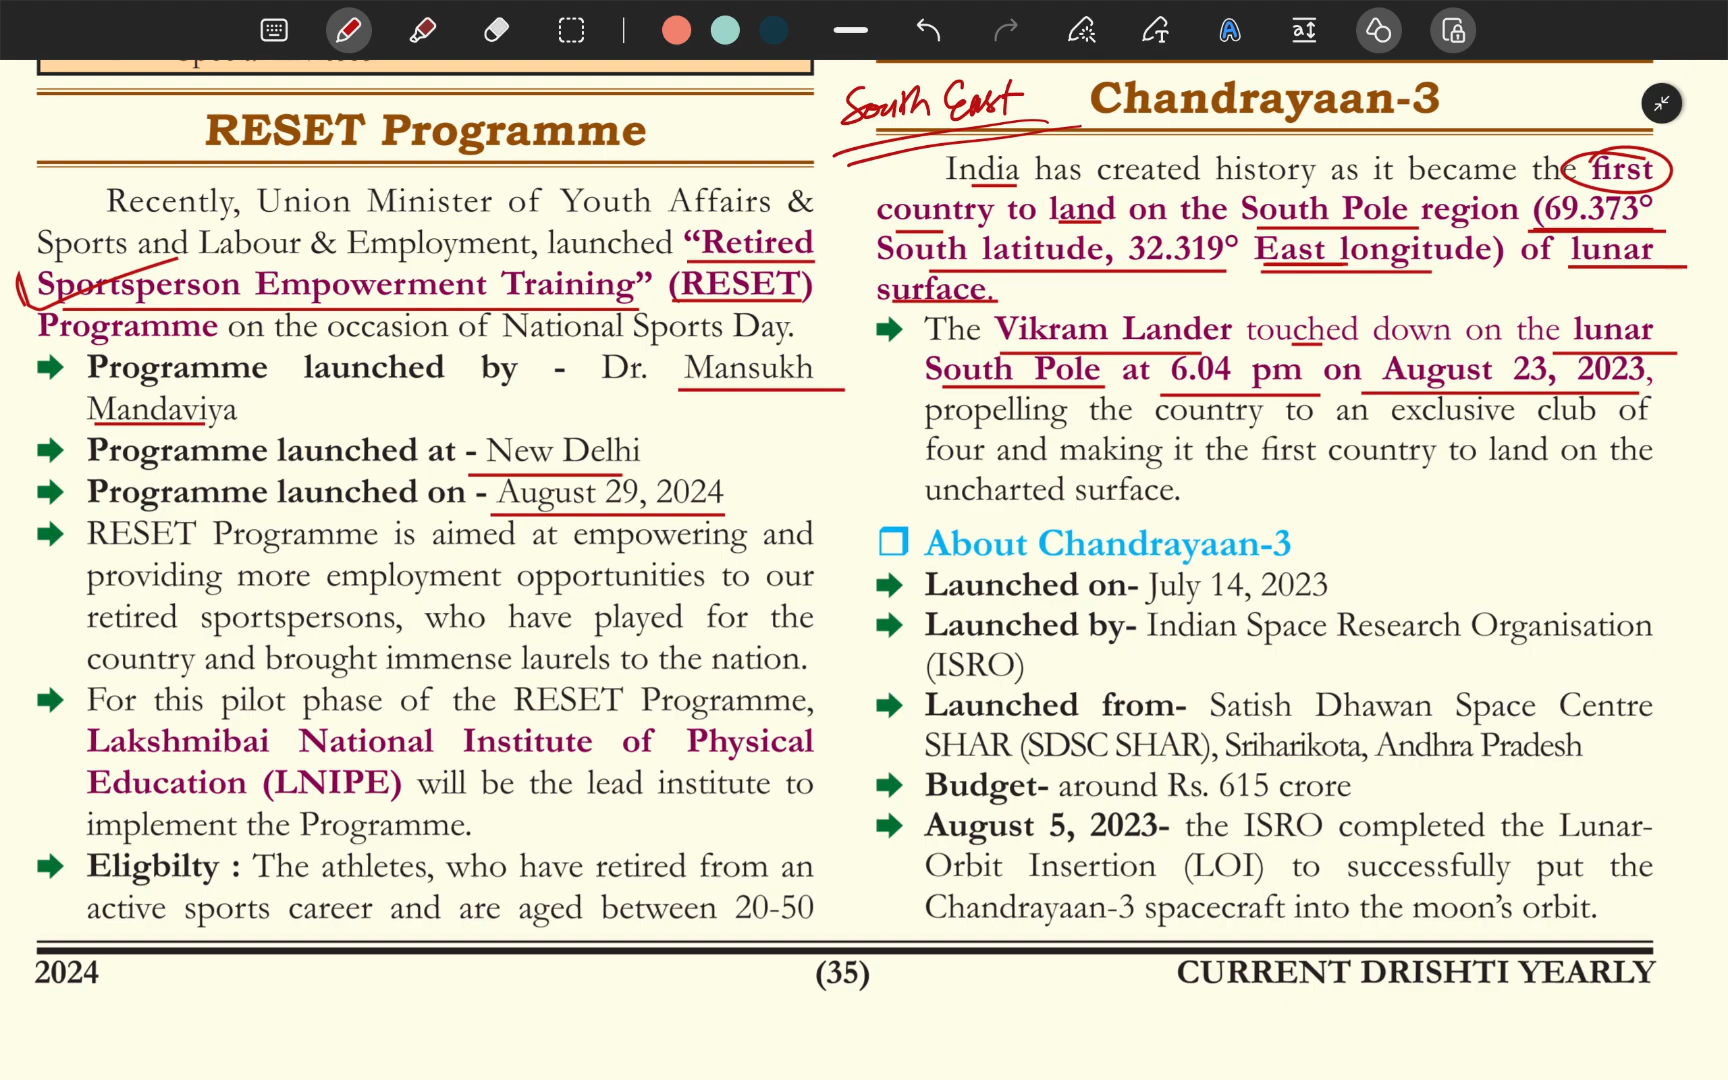 RESET Programme
Recently, Union Minister of Youth Affairs &
Sports and Labour & Employment, launched “Retired
Sportsperson Empowerment Training” (RESET)
Programme on the occasion of National Sports Day.
Programme launched by - Dr. Mansukh
Mandaviya
Programme launched at - New Delhi
Programme launched on - August 29, 2024
RESET Programme is aimed at empowering and
providing more employment opportunities to our
retired sportspersons, who have played for the
country and brought immense laurels to the nation.
For this pilot phase of the RESET Programme,
Lakshmibai National Institute of Physical
Education (LNIPE) will be the lead institute to
implement the Programme.
Eligbilty : The athletes, who have retired from an
active sports career and are aged between 20-50
South East
Chandrayaan-3
India has created history as it became the first
country to land on the South Pole region (69.373°
South latitude, 32.319° East longitude) of lunar
surface.
The Vikram Lander touched down on the lunar
South Pole at 6.04 pm on August 23, 2023,
propelling the country to an exclusive club of
four and making it the first country to land on the
uncharted surface.
About Chandrayaan-3
Launched on- July 14, 2023
Launched by- Indian Space Research Organisation
(ISRO)
Launched from- Satish Dhawan Space Centre
SHAR (SDSC SHAR), Sriharikota, Andhra Pradesh
Budget- around Rs. 615 crore
August 5, 2023- the ISRO completed the Lunar-
Orbit Insertion (LOI) to successfully put the
Chandrayaan-3 spacecraft into the moon’s orbit.
2024 (35) CURRENT DRISHTI YEARLY